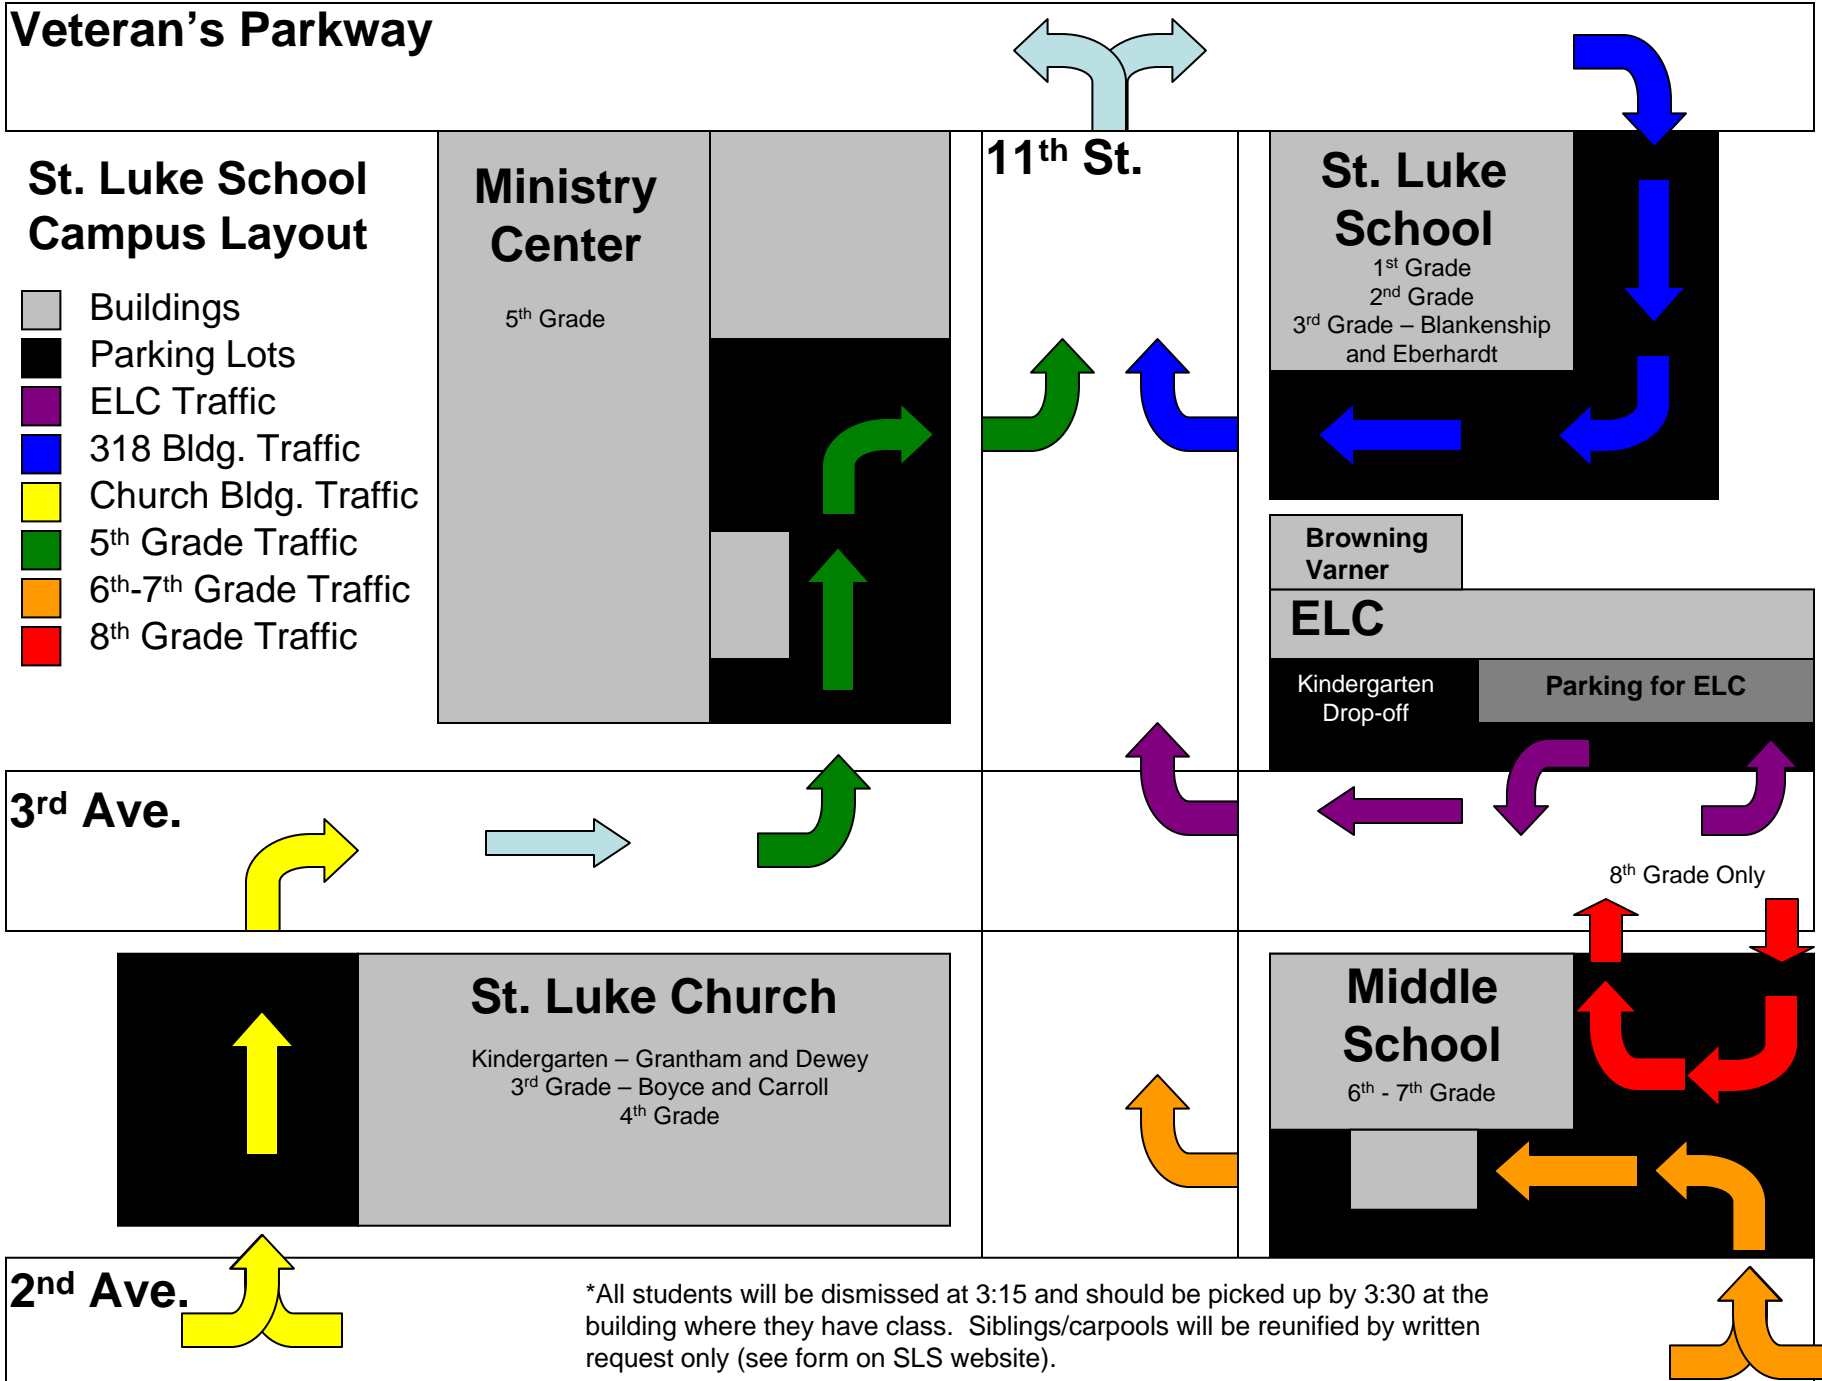 Veteran's Parkway
St. Luke School
Campus Layout
Buildings
Parking Lots
ELC Traffic
318 Bldg. Traffic
Church Bldg. Traffic
5th Grade Traffic
6th-7th Grade Traffic
8th Grade Traffic
Ministry
Center
5th Grade
11th St.
St. Luke
School
1st Grade
2nd Grade
3rd Grade – Blankenship
and Eberhardt
Browning
Varner
ELC
Kindergarten
Drop-off
Parking for ELC
3rd Ave.
8th Grade Only
St. Luke Church
Kindergarten – Grantham and Dewey
3rd Grade – Boyce and Carroll
4th Grade
Middle
School
6th - 7th Grade
2nd Ave.
*All students will be dismissed at 3:15 and should be picked up by 3:30 at the
building where they have class.  Siblings/carpools will be reunified by written
request only (see form on SLS website).